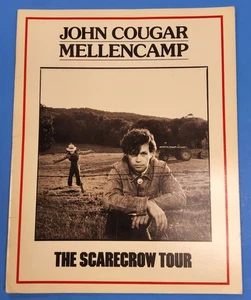 JOHN COUGAR
MELLENCAMP
THE SCARECROW TOUR